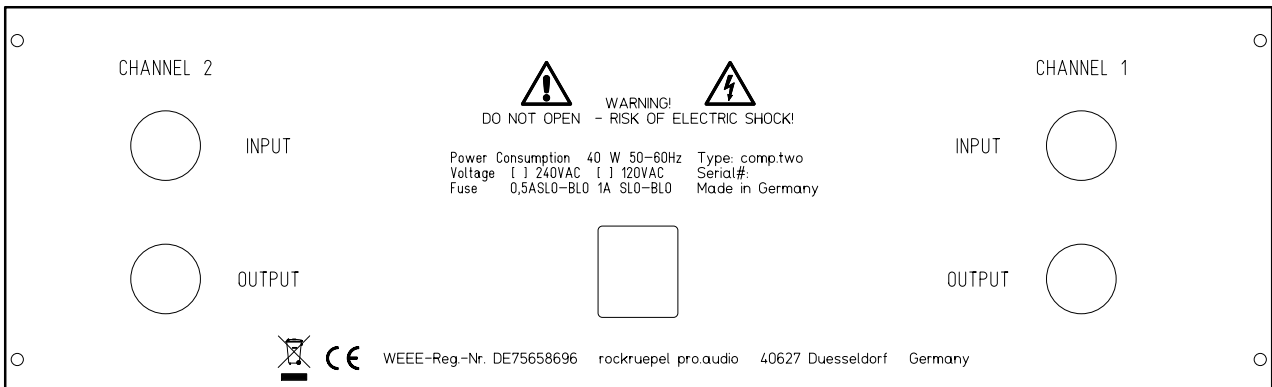 CHANNEL 2
CHANNEL 1
WARNING!
DO NOT OPEN - RISK OF ELECTRIC SHOCK!
INPUT
INPUT
Power Consumption 40 W 50-60Hz Type: comp.two
Voltage [ ] 240VAC [ ] 120VAC Serial#:
Fuse 0,5ASLO-BLO 1A SLO-BLO Made in Germany
OUTPUT
OUTPUT
CE WEEE-Reg.-Nr. DE75658696 rockruepel pro.audio 40627 Duesseldorf Germany